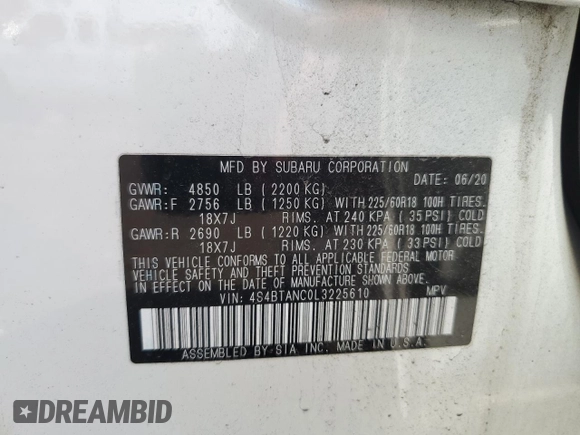 MFD BY SUBARU CORPORATION
DATE: 06/20
GVWR: 4850 LB (2200 KG)
GAWR:F 2756 LB (1250 KG) WITH 225/60R18 100H TIRES
18X7J RIMS. AT 240 KPA (35 PSI) COLD
GAWR:R 2690 LB (1220 KG) WITH 225/60R18 100H TIRES
18X7J RIMS. AT 230 KPA (33 PSI) COLD
THIS VEHICLE CONFORMS TO ALL APPLICABLE FEDERAL MOTOR
VEHICLE SAFETY AND THEFT PREVENTION STANDARDS
IN EFFECT ON THE DATE OF MANUFACTURE SHOWN ABOVE.
VIN: 4S4BTANC0L3225610 MPV
ASSEMBLED BY SIA INC. MADE IN U.S.A.
DREAMBID